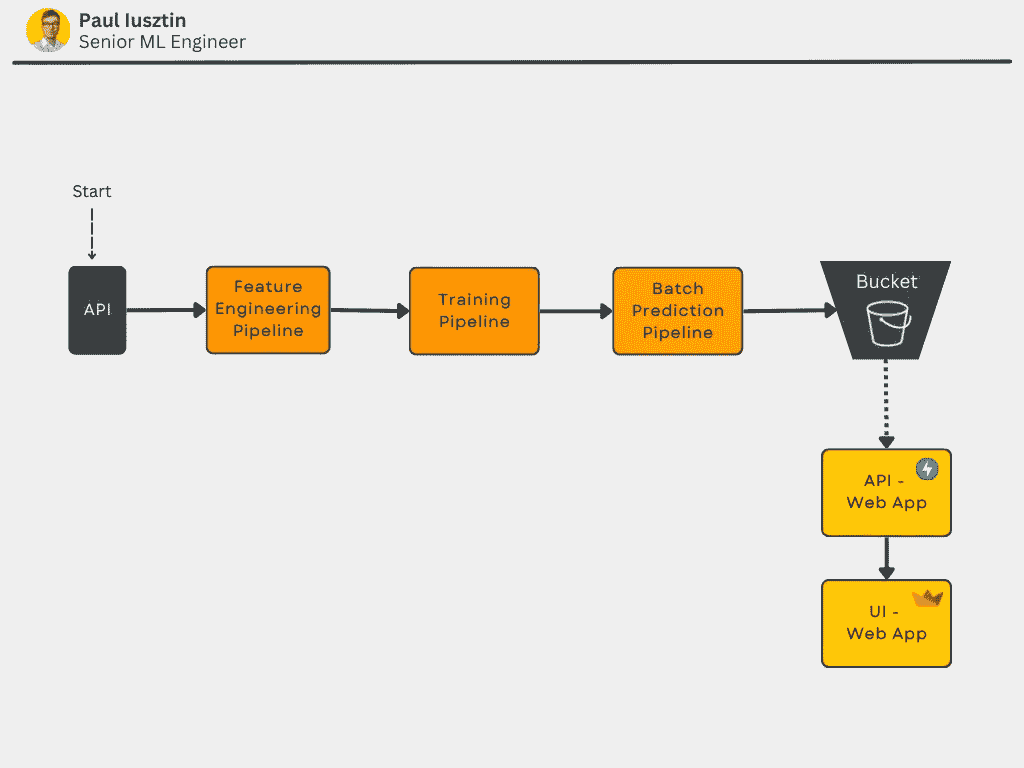 Paul Iusztin
Senior ML Engineer
Start
API
Feature
Engineering
Pipeline
Training
Pipeline
Batch
Prediction
Pipeline
Bucket
API -
Web App
UI -
Web App